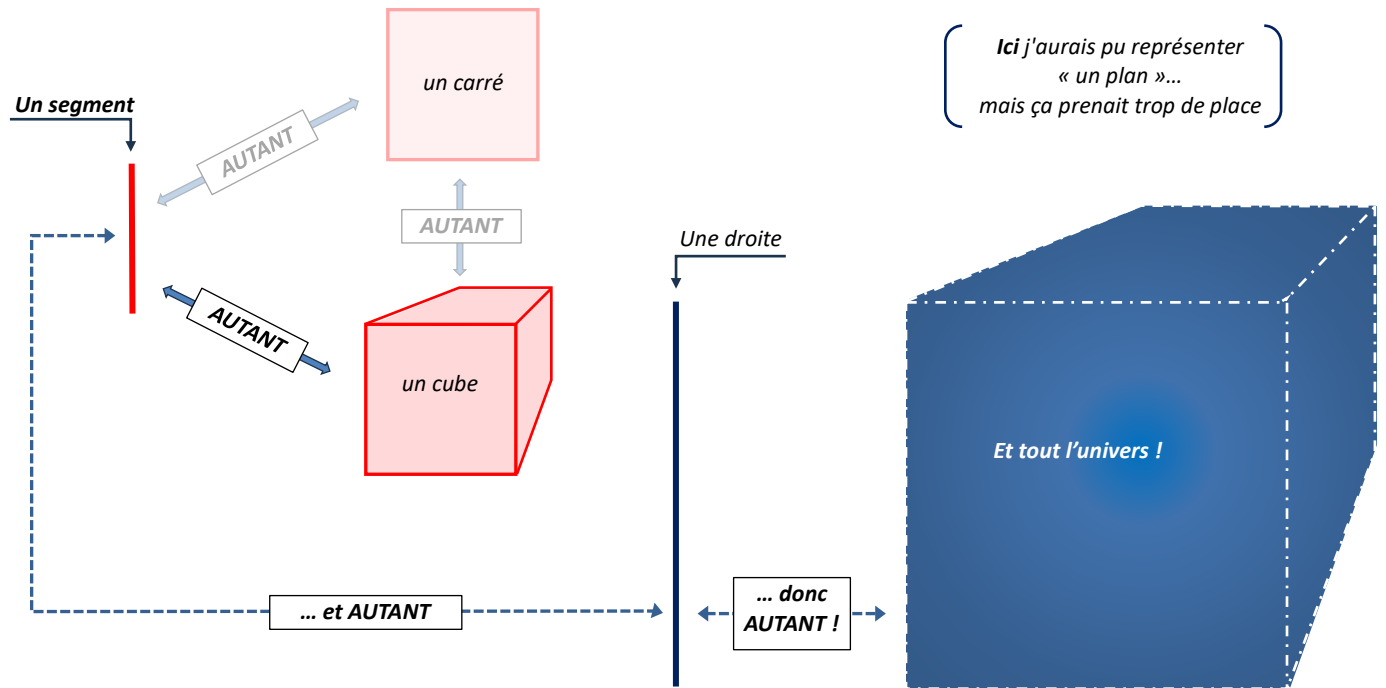 Un segment
AUTANT
un carré
AUTANT
AUTANT
un cube
Une droite
Ici j'aurais pu représenter
« un plan »...
mais ça prenait trop de place
Et tout l'univers !
... et AUTANT
... donc
AUTANT !